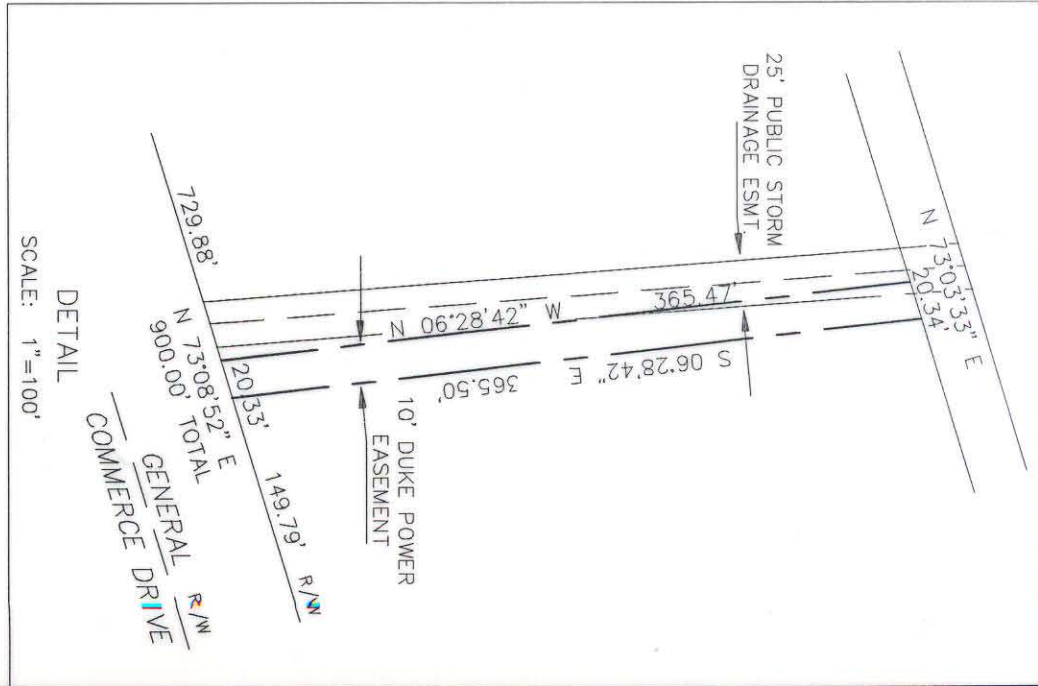 25' PUBLIC STORM
DRAINAGE ESMT.
N 73°03'33" E
20.34'
365.47'
N 06°28'42" W
S 06°28'42" E
365.50'
10' DUKE POWER
EASEMENT
729.88'
N 73°08'52" E
900.00' TOTAL
20.33'
149.79' R/W
GENERAL R/W
COMMERCE DRIVE
DETAIL
SCALE: 1"=100'